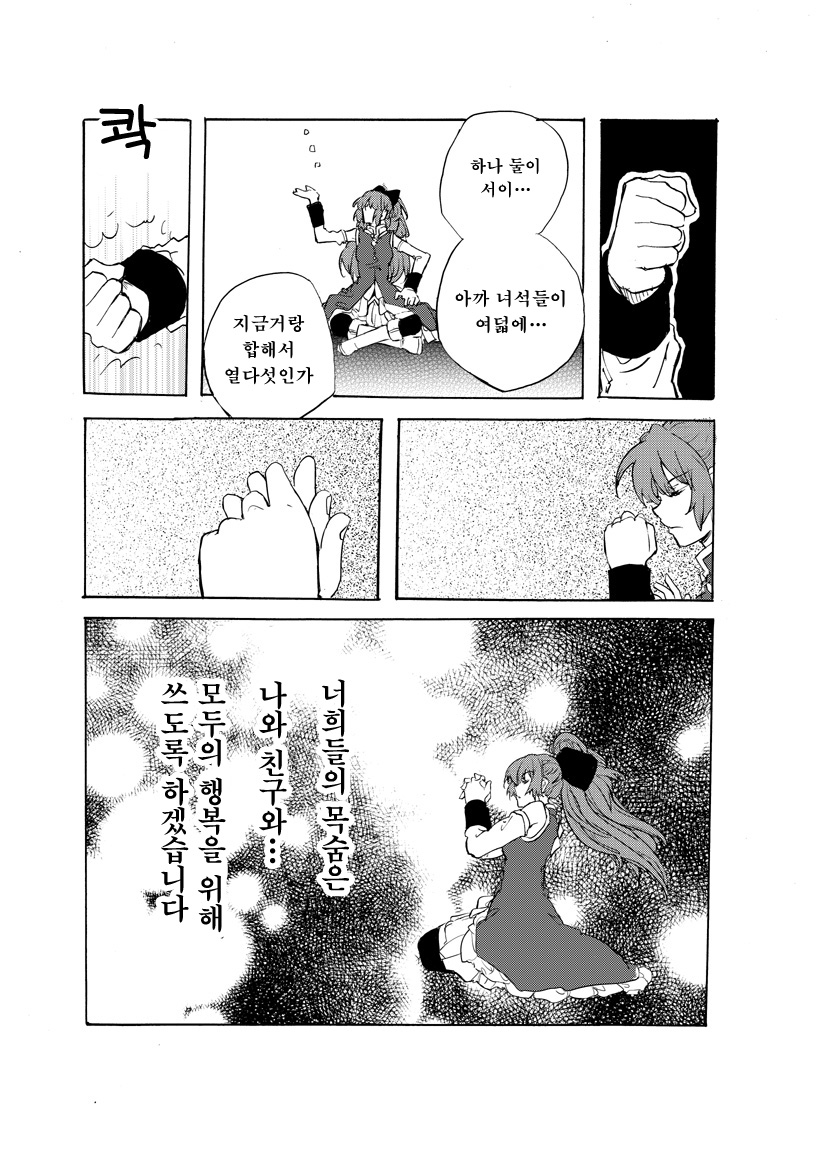 하나 둘이
서이…
아까 녀석들이
여덟에…
지금거랑
합해서
열다섯인가
콱
너희들의 목숨은
나와 친구와…
모두의 행복을 위해
쓰도록 하겠습니다